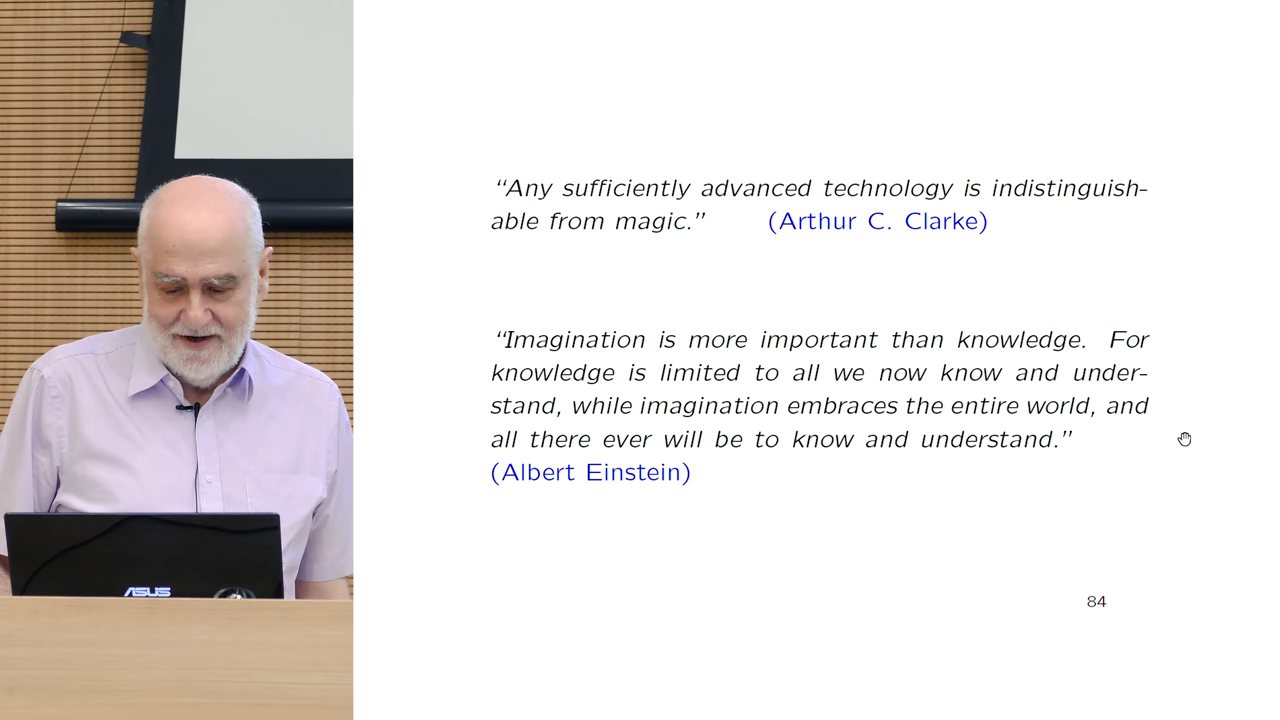 “Any sufficiently advanced technology is indistinguish-
able from magic.” (Arthur C. Clarke)
“Imagination is more important than knowledge. For
knowledge is limited to all we now know and under-
stand, while imagination embraces the entire world, and
all there ever will be to know and understand.”
(Albert Einstein)
ASUS
84